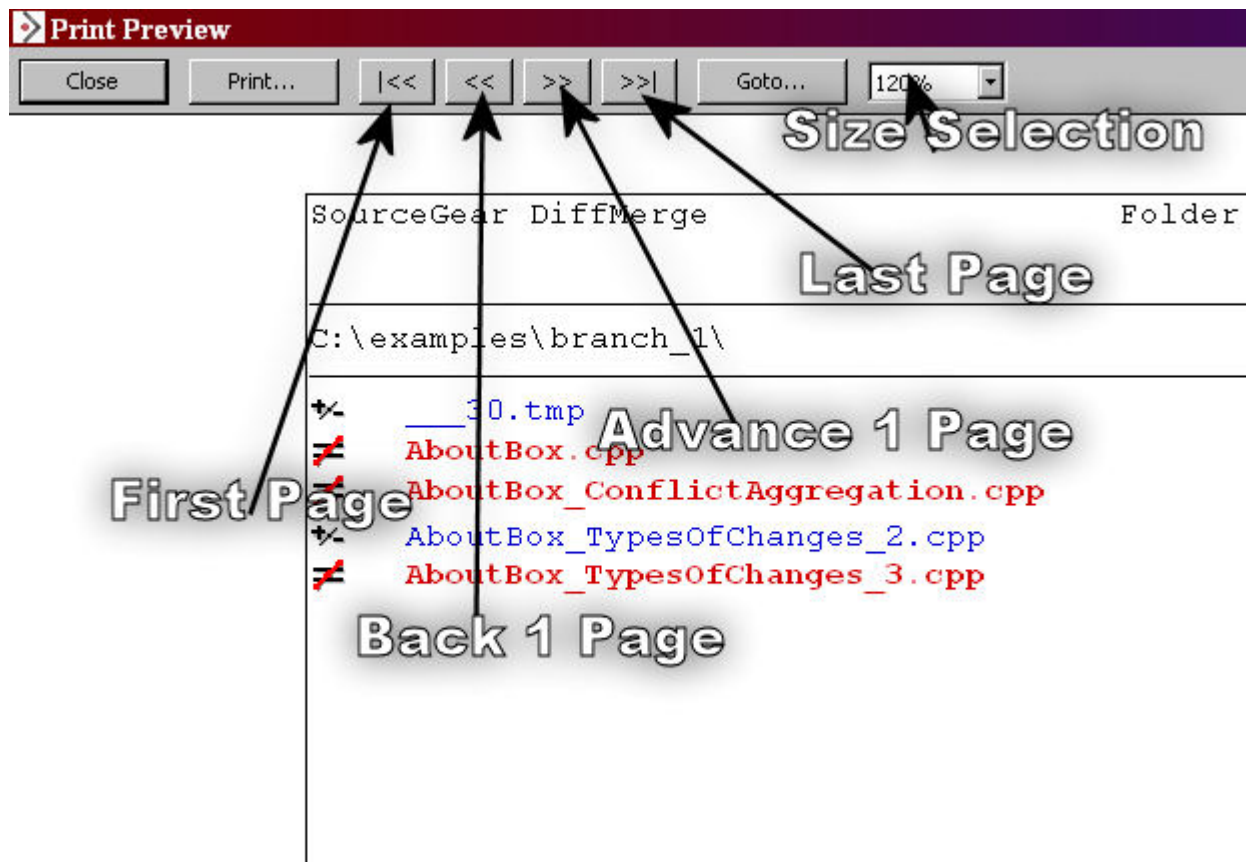 Print Preview
Close Print... |<< << >> >>| Goto... 120%
Size Selection
SourceGear DiffMerge Folder
Last Page
C:\examples\branch_1\
___30.tmp
Advance 1 Page
AboutBox.cpp
First Page
AboutBox_ConflictAggregation.cpp
AboutBox_TypesOfChanges_2.cpp
AboutBox_TypesOfChanges_3.cpp
Back 1 Page